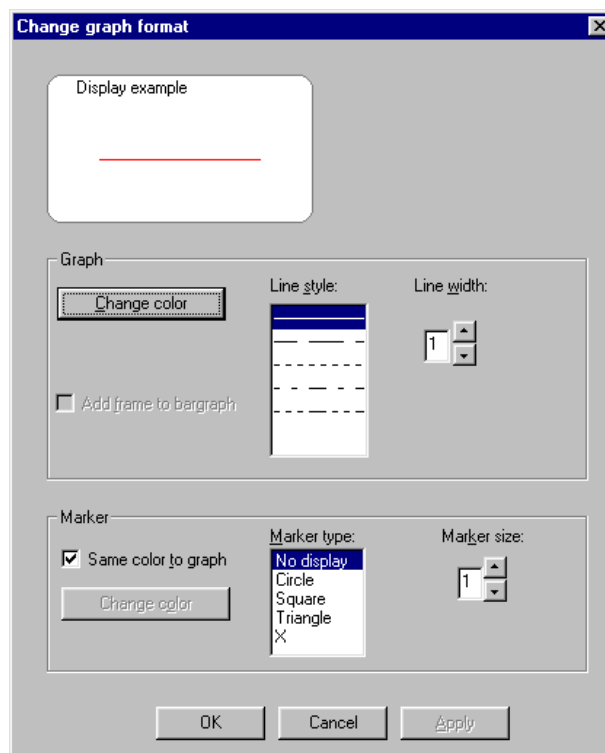 Change graph format
Display example
Graph
Change color
Line style:
Line width:
1
Add frame to bargraph
Marker
Same color to graph
Change color
Marker type:
No display
Circle
Square
Triangle
X
Marker size:
1
OK
Cancel
Apply